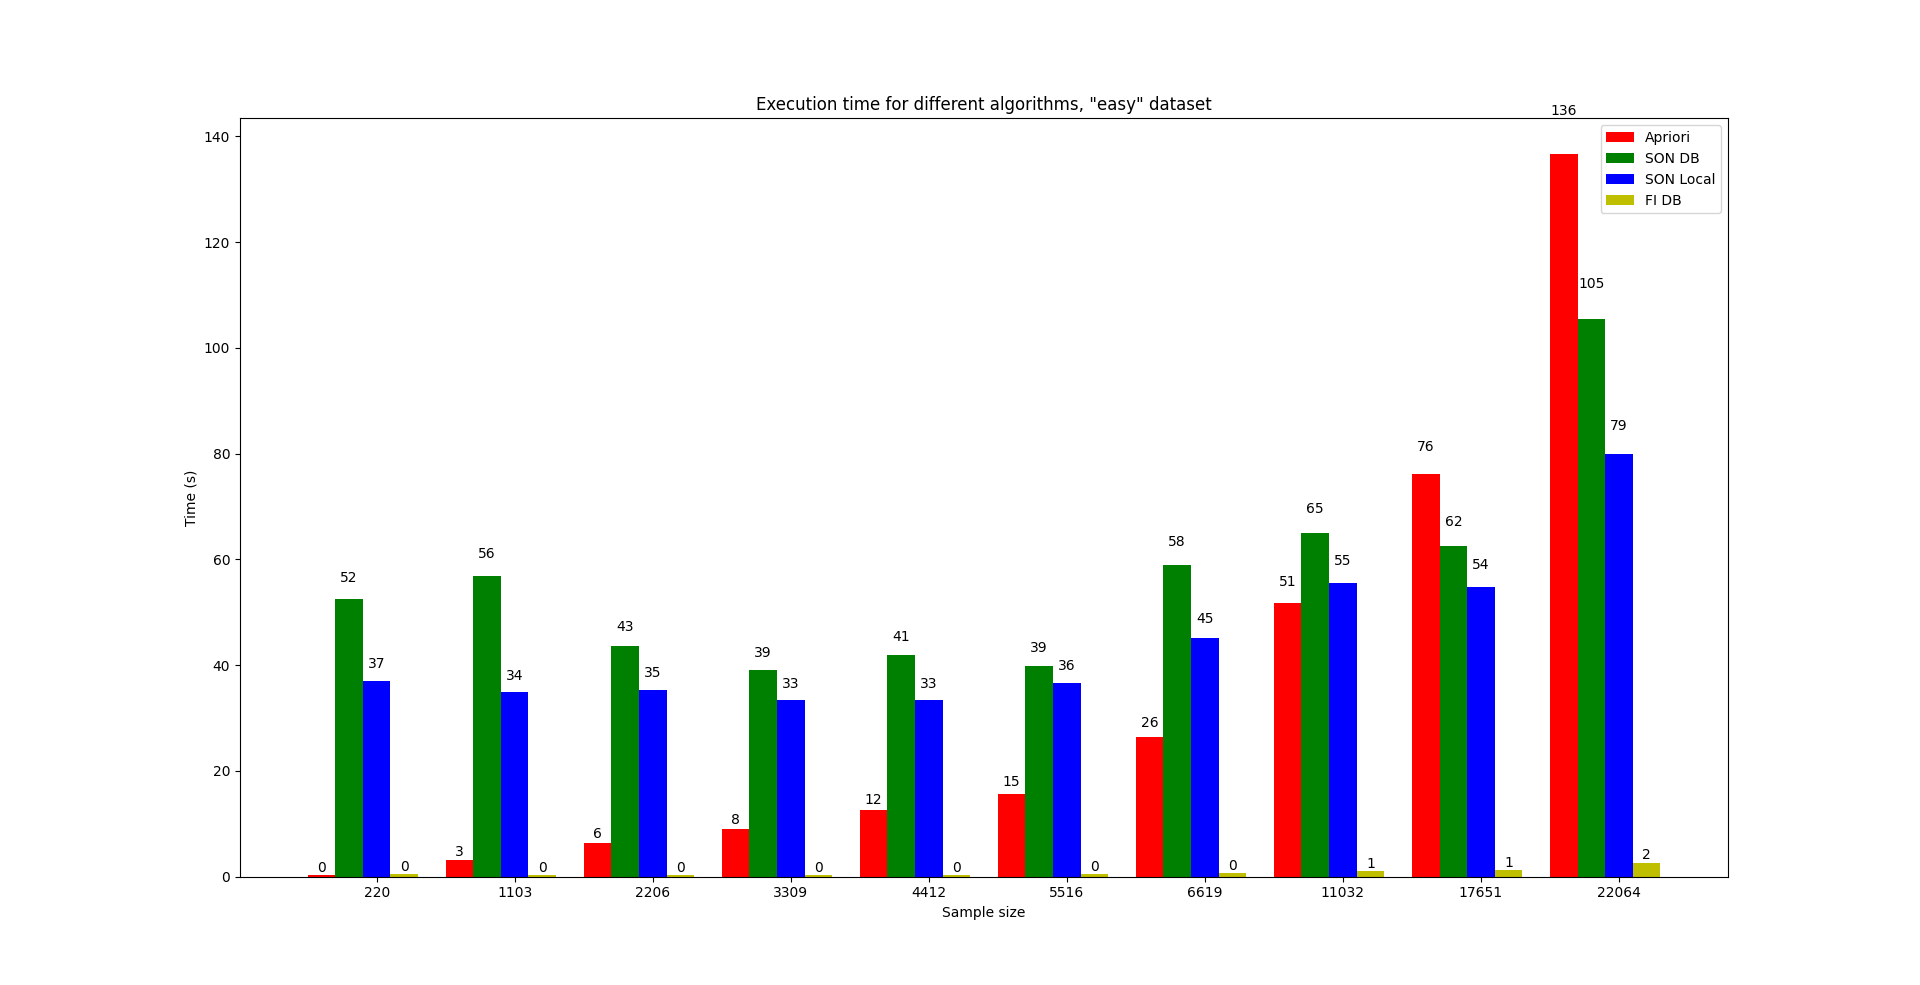 Execution time for different algorithms, "easy" dataset
Apriori
SON DB
SON Local
FI DB
Time (s)
140
120
100
80
60
40
20
0
0 52 37 0
3 56 34 0
6 43 35 0
8 39 33 0
12 41 33 0
15 39 36 0
26 58 45 0
51 65 55 1
76 62 54 1
136 105 79 2
220 1103 2206 3309 4412 5516 6619 11032 17651 22064
Sample size